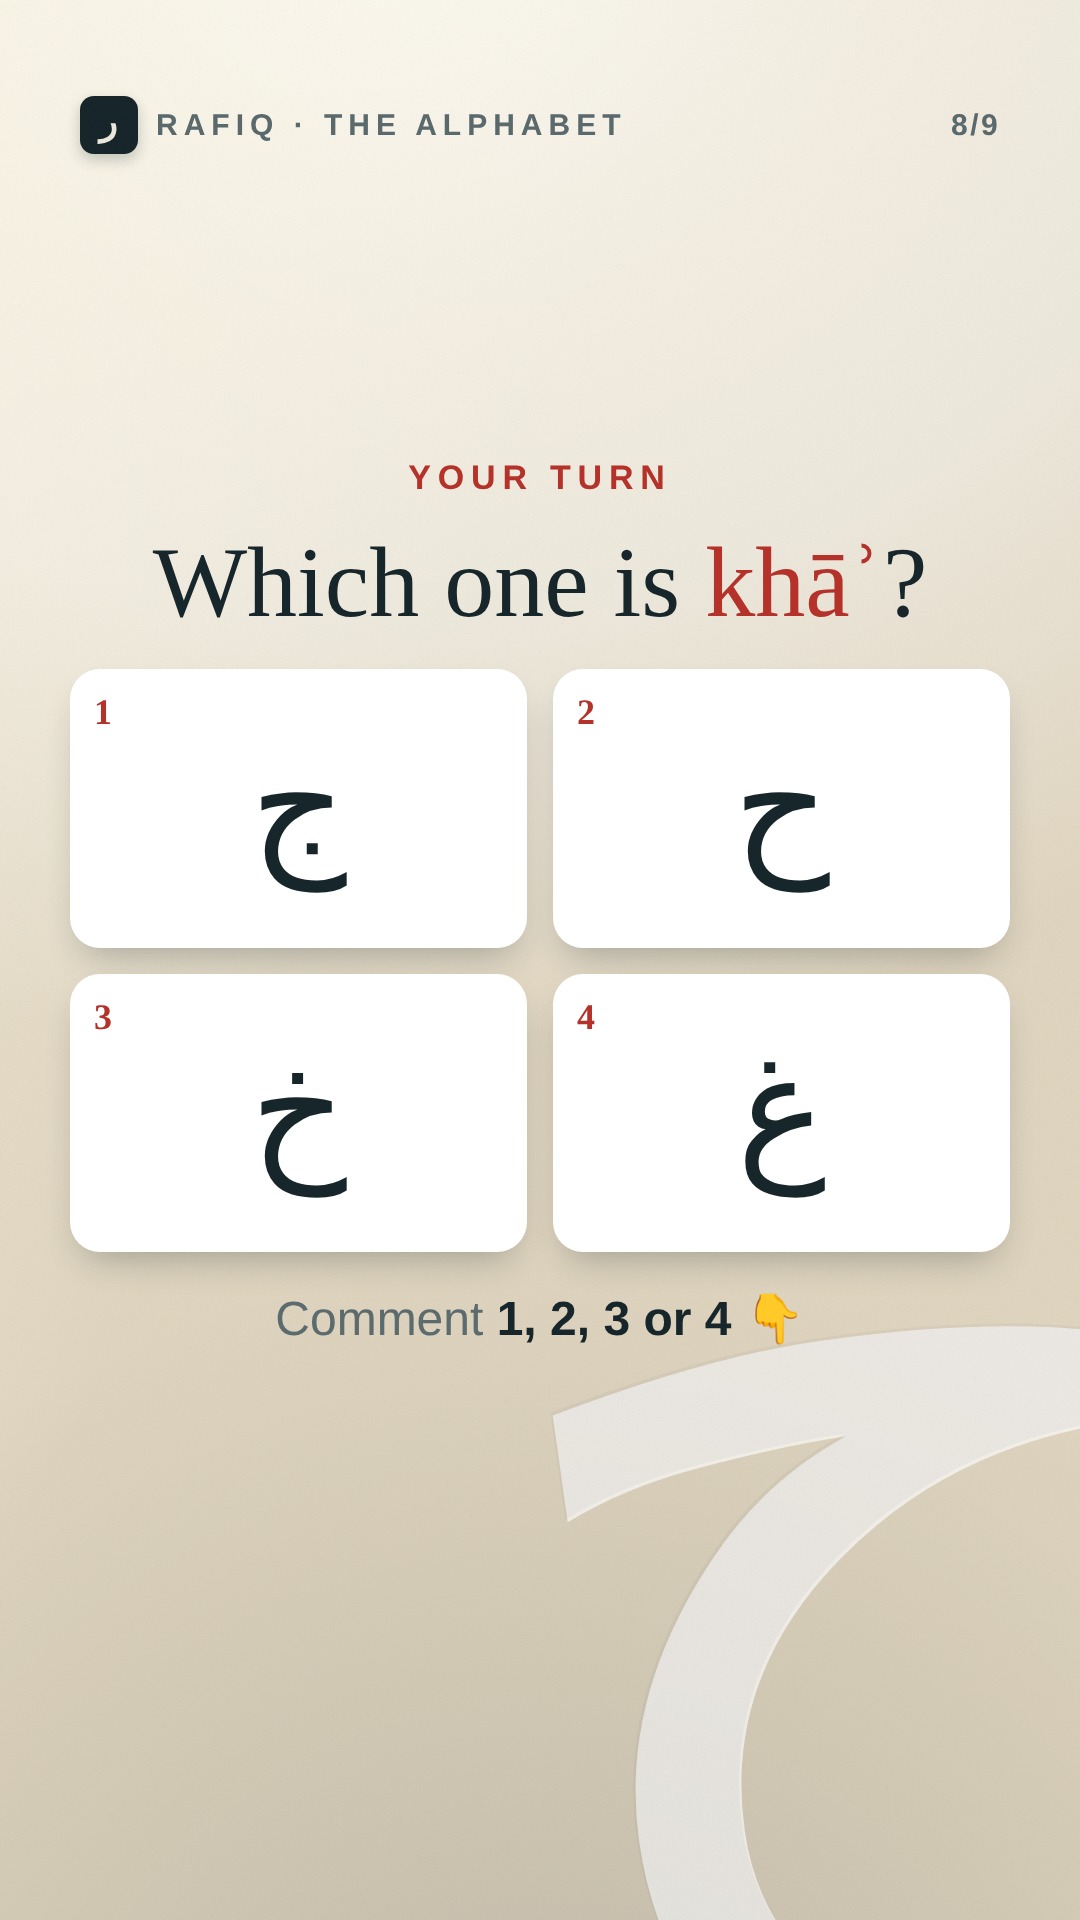 ر RAFIQ · THE ALPHABET 8/9
YOUR TURN
Which one is khāʾ?
1
ج
2
ح
3
خ
4
غ
Comment 1, 2, 3 or 4 👇
ح